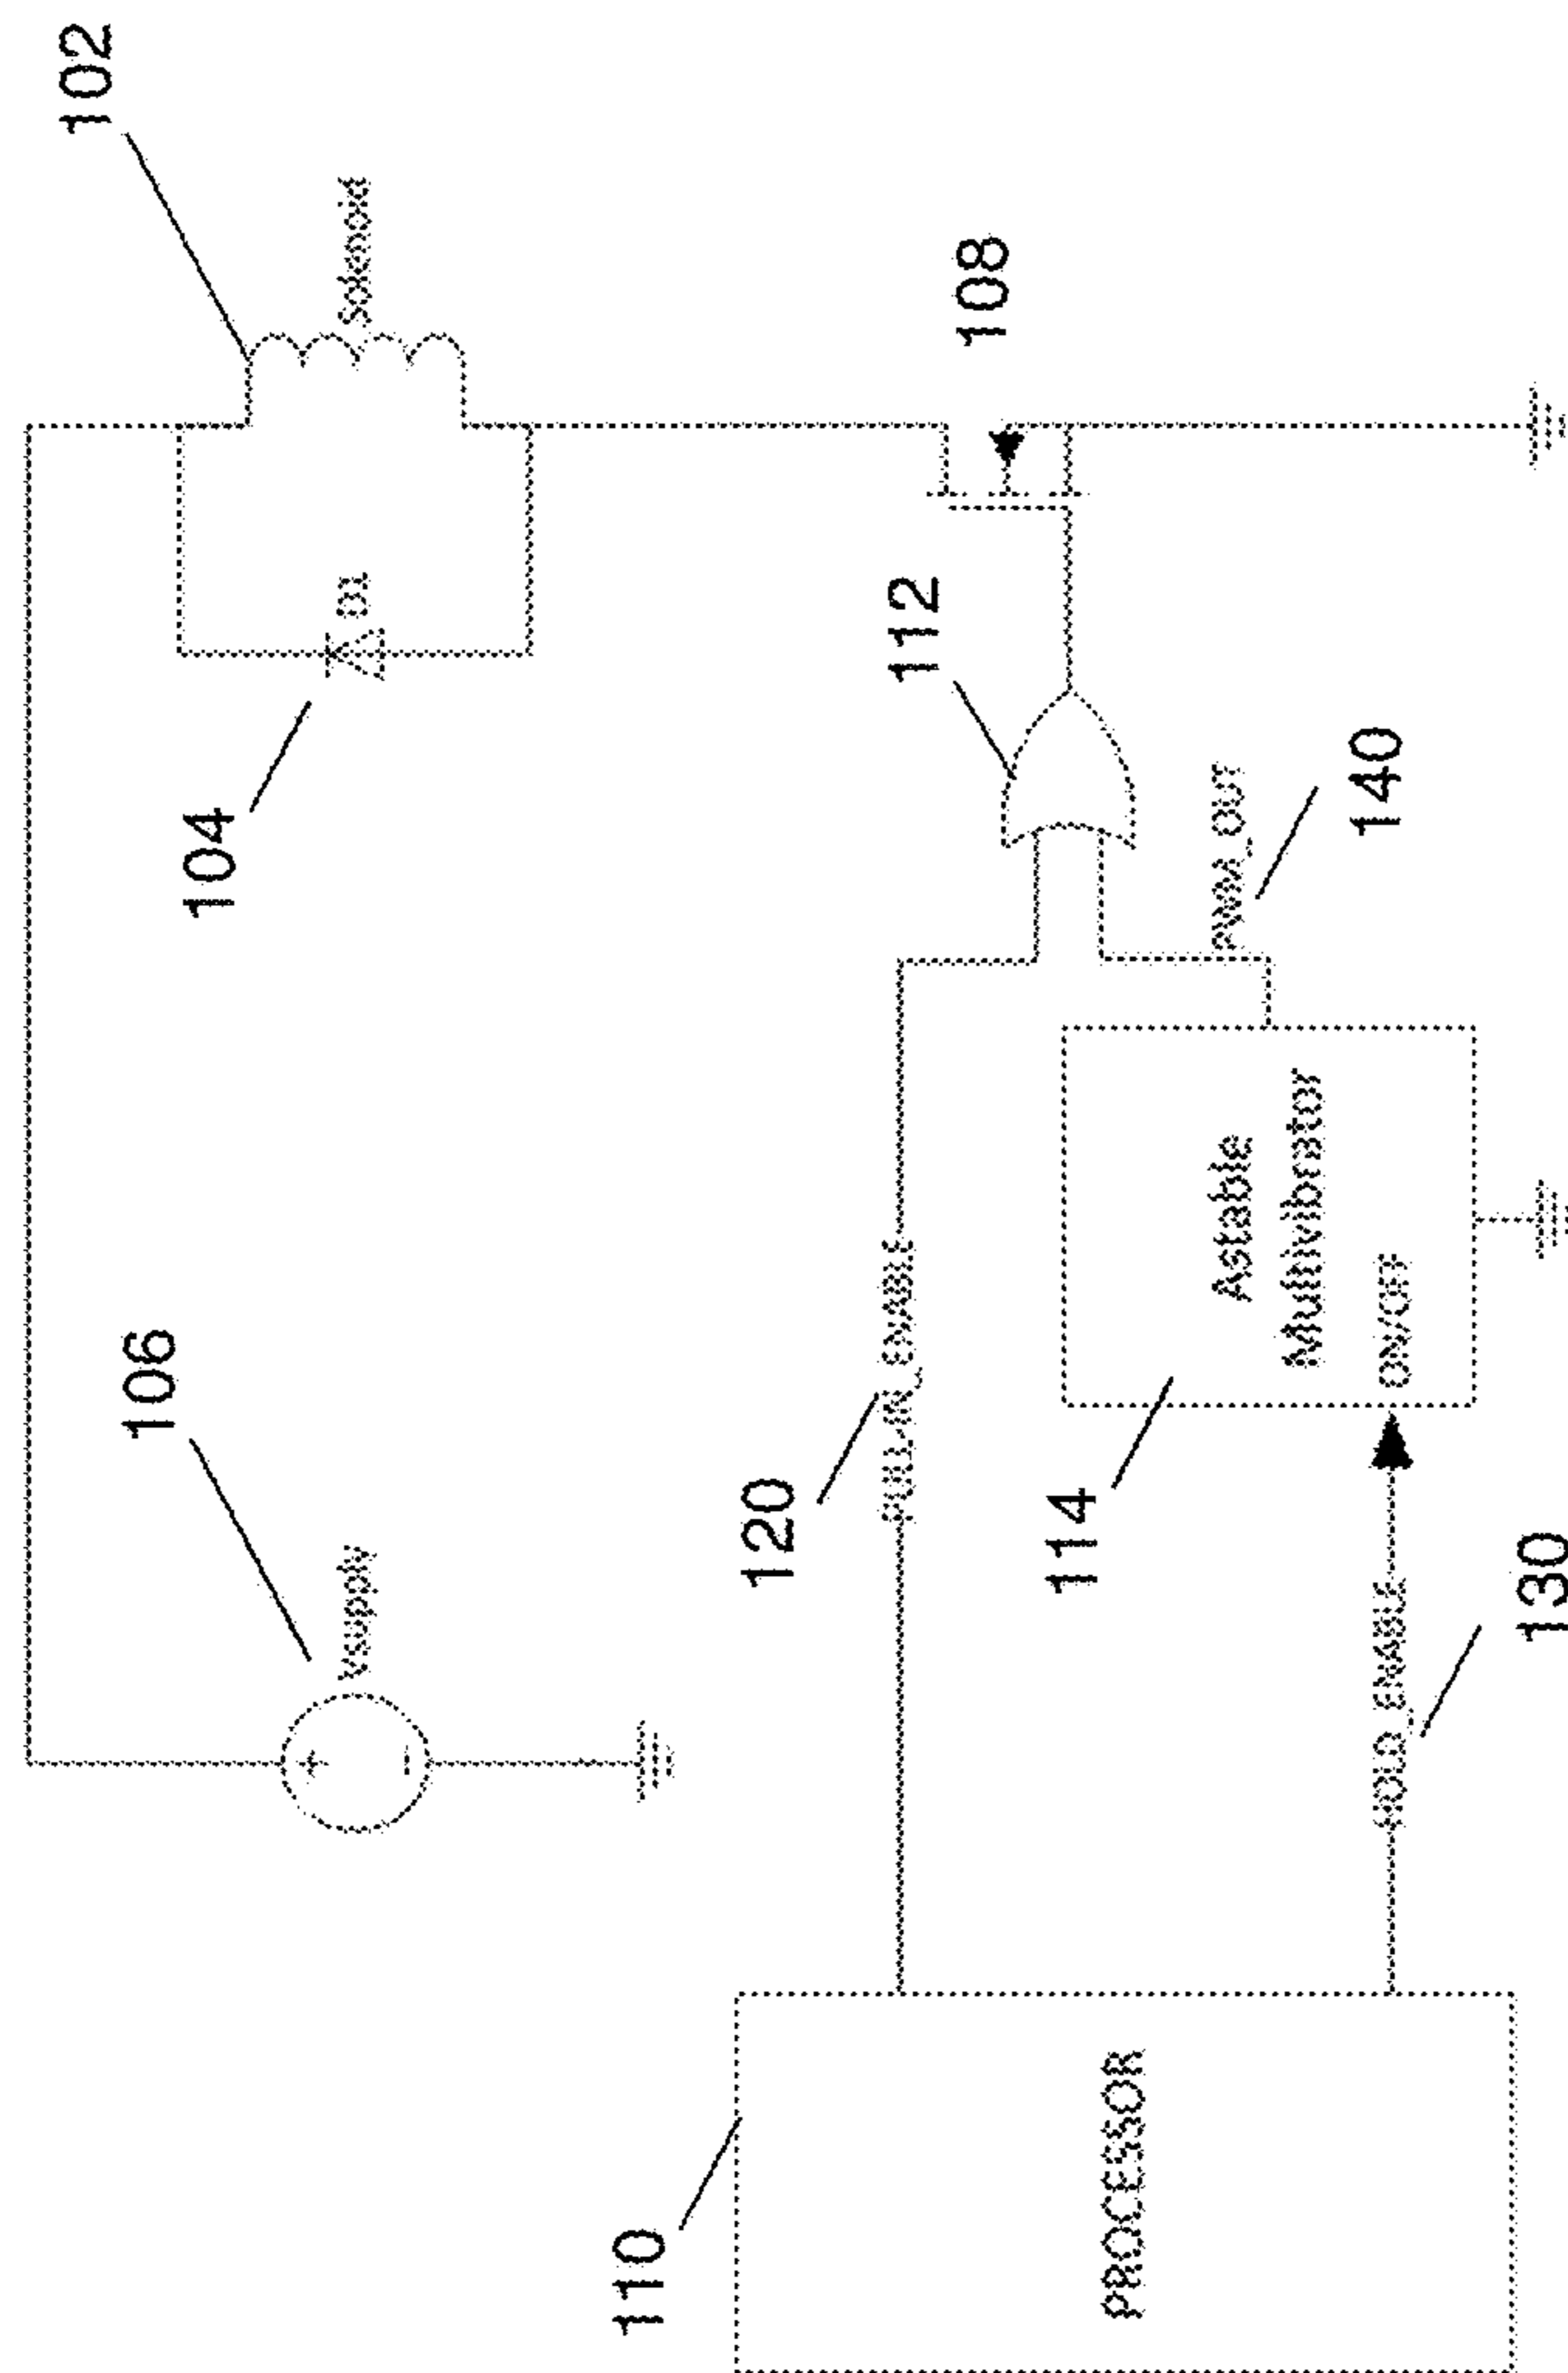 102
Solenoid
104
D1
106
Vsupply
+
−
108
112
120
PULL-IN_ENABLE
PWM_OUT
140
114
Astable
Multivibrator
ON/OFF
HOLD_ENABLE
130
110
PROCESSOR